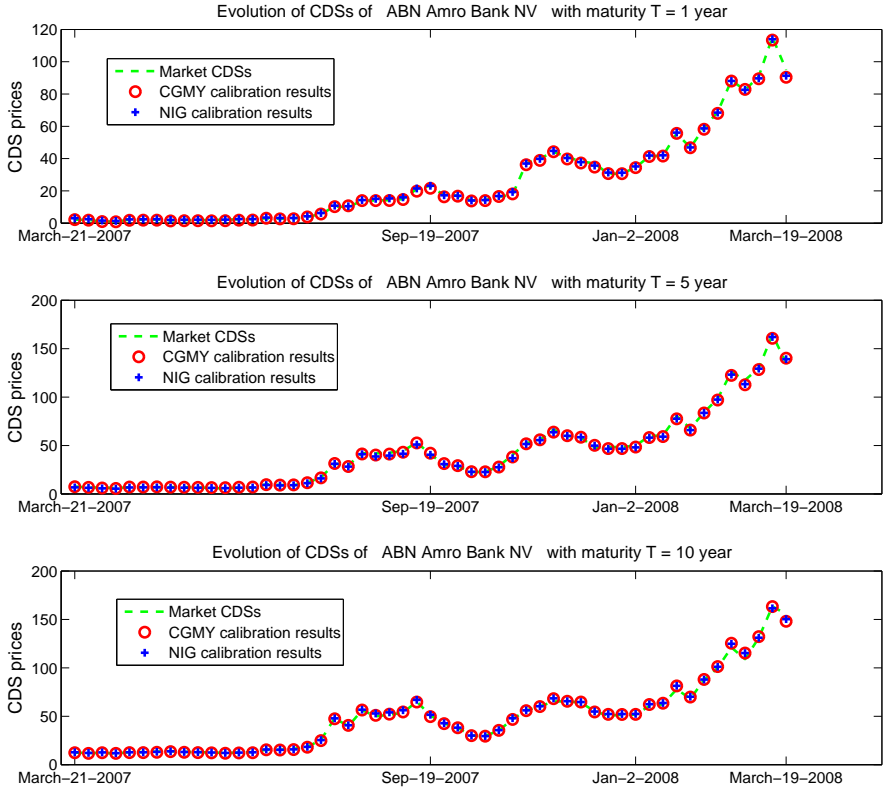 Evolution of CDSs of ABN Amro Bank NV with maturity T = 1 year
120
100
80
60
40
20
0
CDS prices
Market CDSs
CGMY calibration results
NIG calibration results
March−21−2007
Sep−19−2007
Jan−2−2008
March−19−2008
Evolution of CDSs of ABN Amro Bank NV with maturity T = 5 year
200
150
100
50
0
CDS prices
Market CDSs
CGMY calibration results
NIG calibration results
March−21−2007
Sep−19−2007
Jan−2−2008
March−19−2008
Evolution of CDSs of ABN Amro Bank NV with maturity T = 10 year
200
150
100
50
0
CDS prices
Market CDSs
CGMY calibration results
NIG calibration results
March−21−2007
Sep−19−2007
Jan−2−2008
March−19−2008